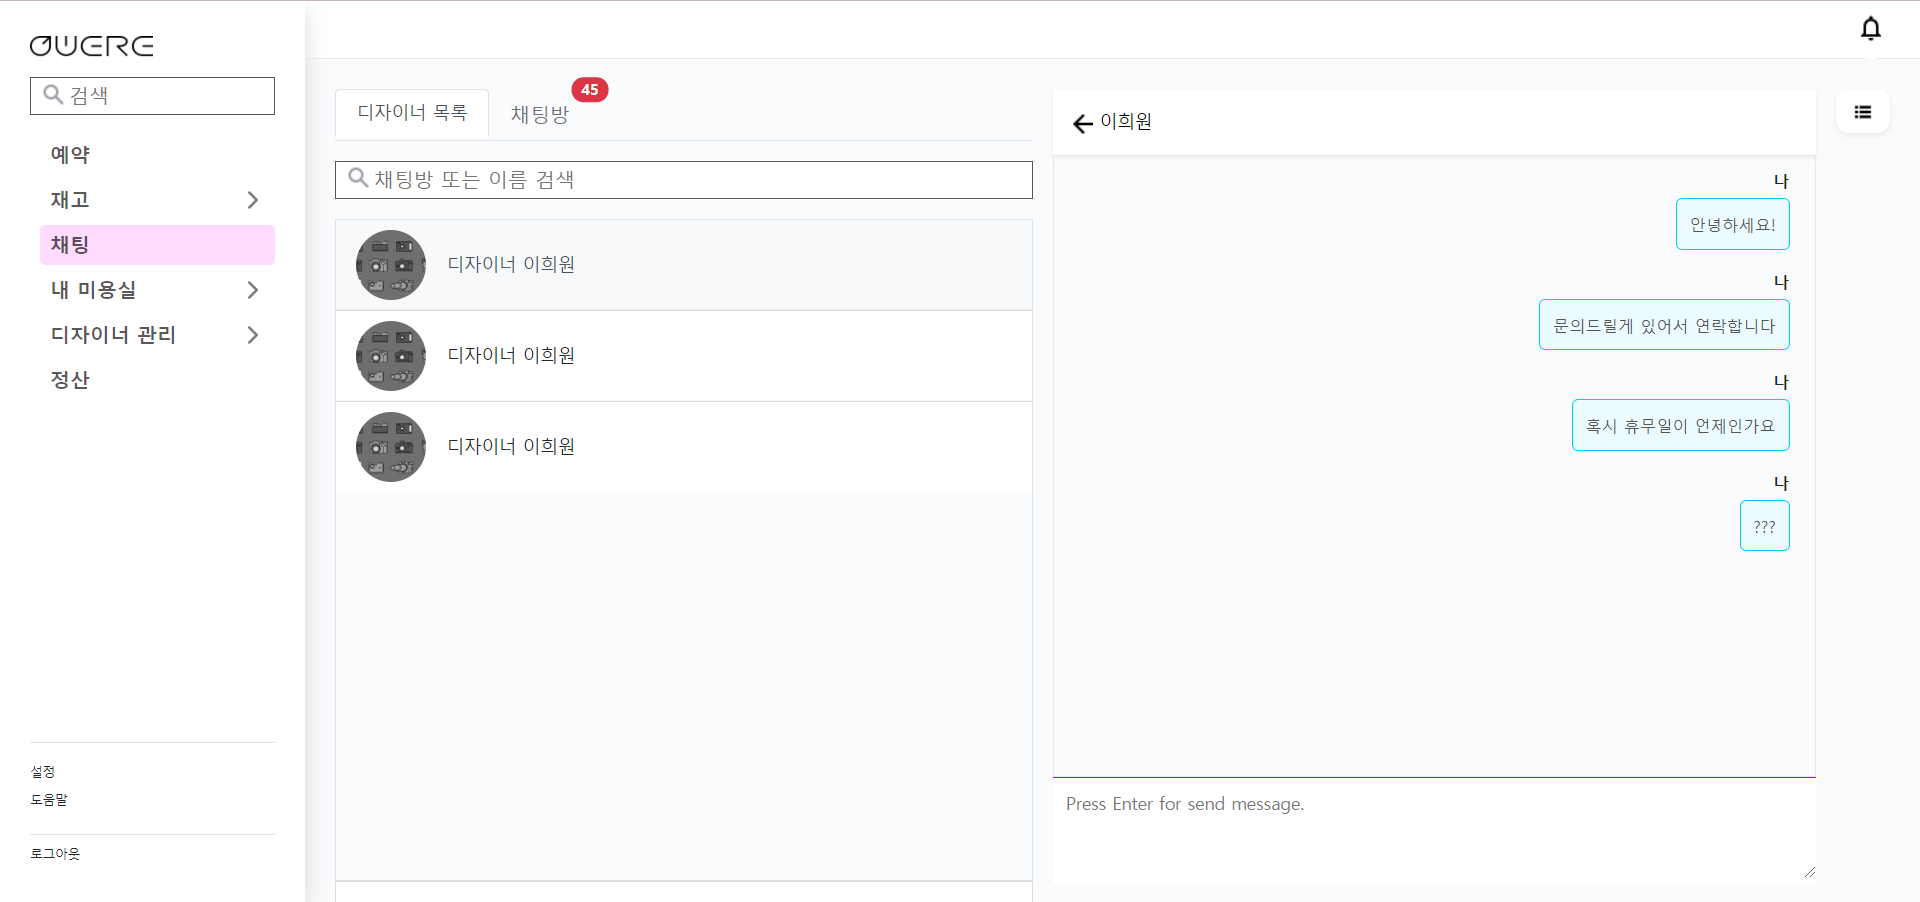 OWERE
검색
예약
재고
채팅
내 미용실
디자이너 관리
정산
설정
도움말
로그아웃
디자이너 목록
채팅방
45
채팅방 또는 이름 검색
디자이너 이희원
디자이너 이희원
디자이너 이희원
이희원
나
안녕하세요!
나
문의드릴게 있어서 연락합니다
나
혹시 휴무일이 언제인가요
나
???
Press Enter for send message.